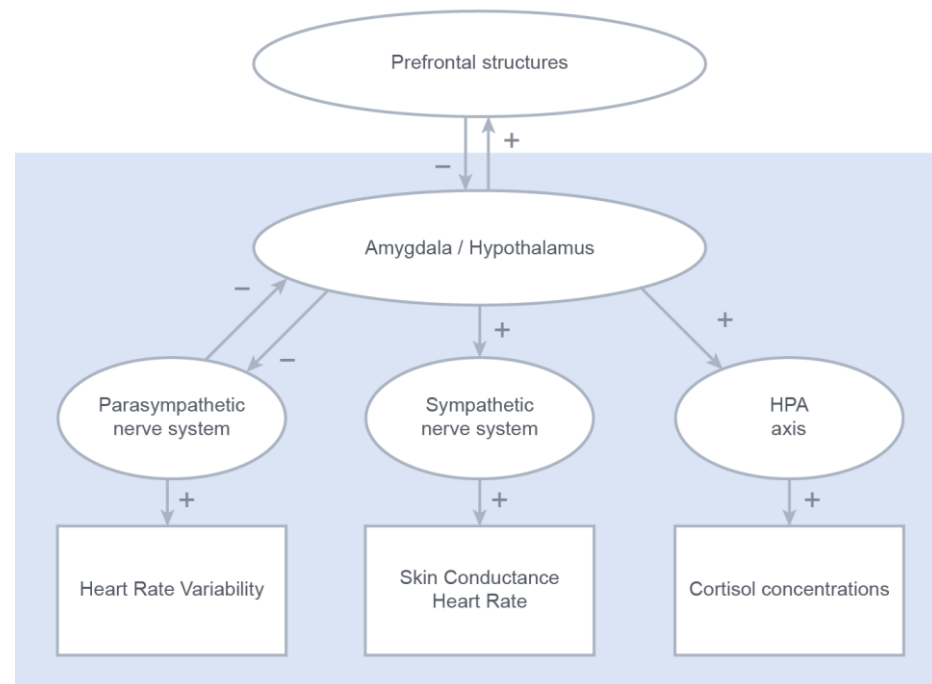 Prefrontal structures
− +
Amygdala / Hypothalamus
−
− + +
Parasympathetic
nerve system
Sympathetic
nerve system
HPA
axis
+ + +
Heart Rate Variability
Skin Conductance
Heart Rate
Cortisol concentrations